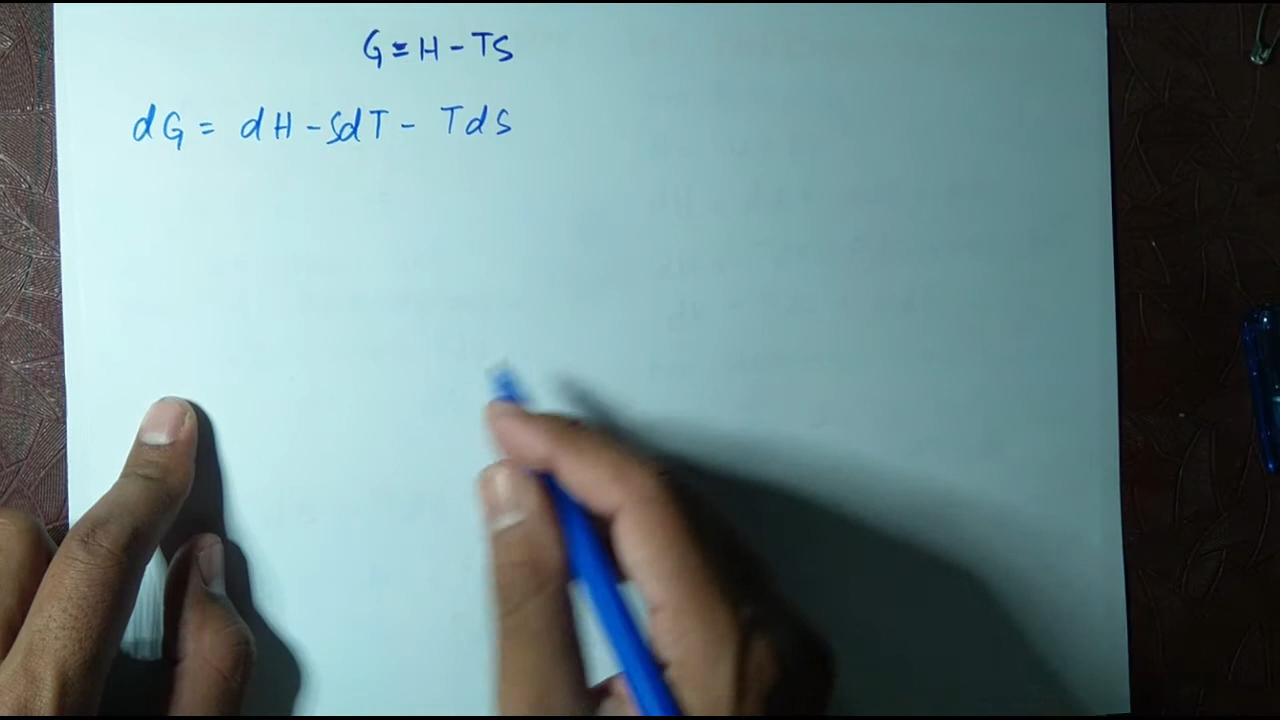 G = H - TS
dG = dH - SdT - TdS